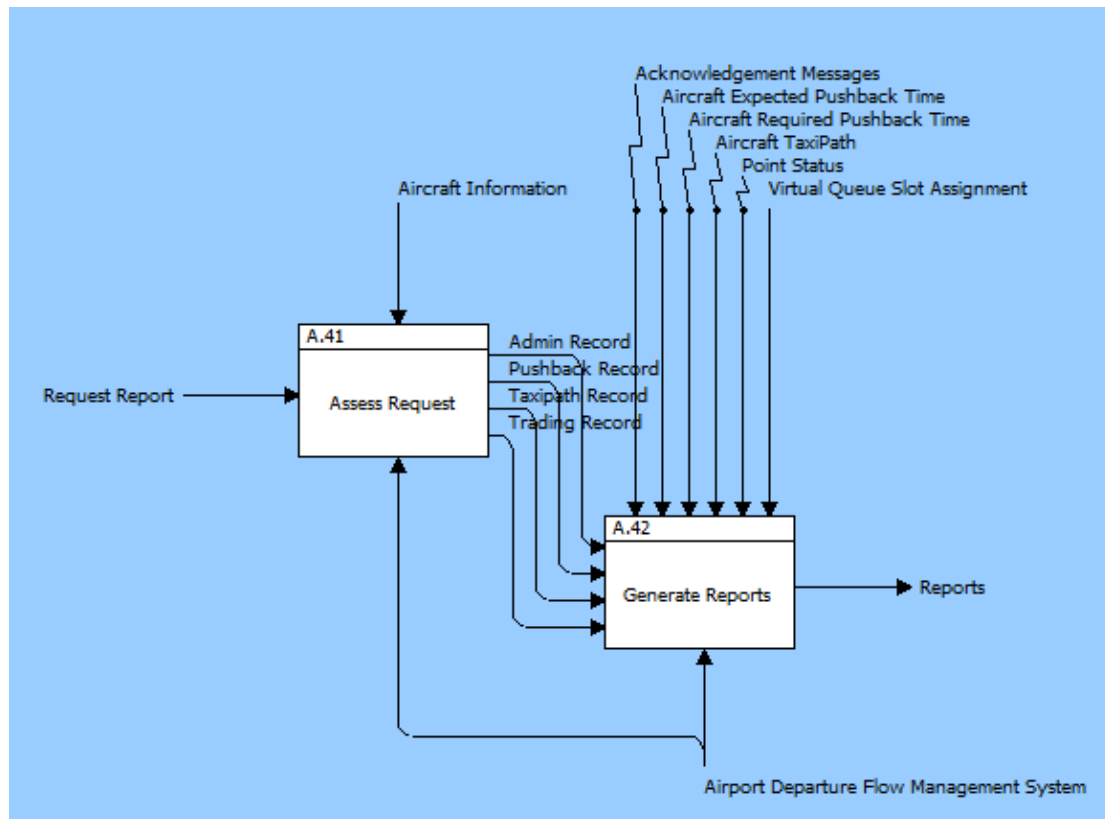 Acknowledgement Messages
Aircraft Expected Pushback Time
Aircraft Required Pushback Time
Aircraft TaxiPath
Point Status
Virtual Queue Slot Assignment
Aircraft Information
A.41
Assess Request
Request Report
Admin Record
Pushback Record
Taxipath Record
Trading Record
A.42
Generate Reports
Reports
Airport Departure Flow Management System